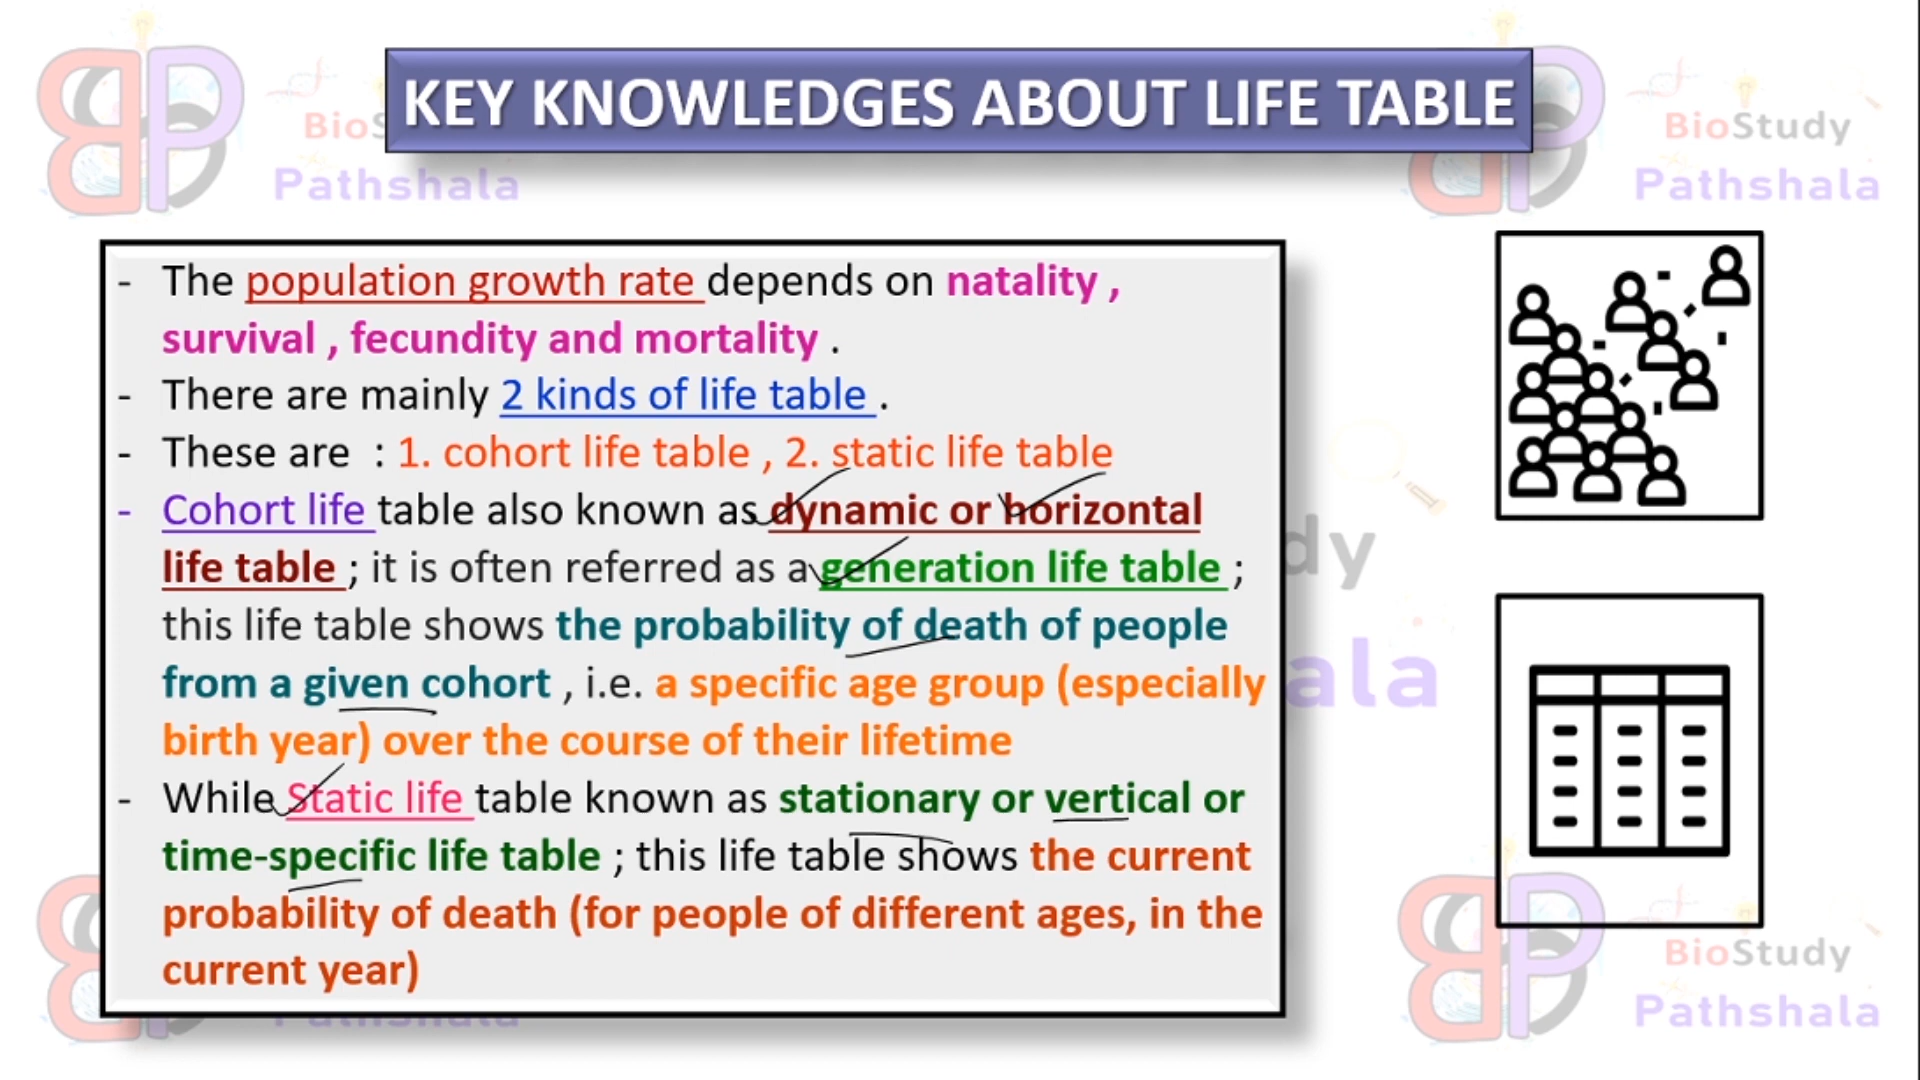 KEY KNOWLEDGES ABOUT LIFE TABLE
BioStudy
Pathshala
BioStudy
Pathshala
- The population growth rate depends on natality ,
survival , fecundity and mortality .
- There are mainly 2 kinds of life table .
- These are : 1. cohort life table , 2. static life table
- Cohort life table also known as dynamic or horizontal
life table ; it is often referred as a generation life table ;
this life table shows the probability of death of people
from a given cohort , i.e. a specific age group (especially
birth year) over the course of their lifetime
- While Static life table known as stationary or vertical or
time-specific life table ; this life table shows the current
probability of death (for people of different ages, in the
current year)
BioStudy
Pathshala